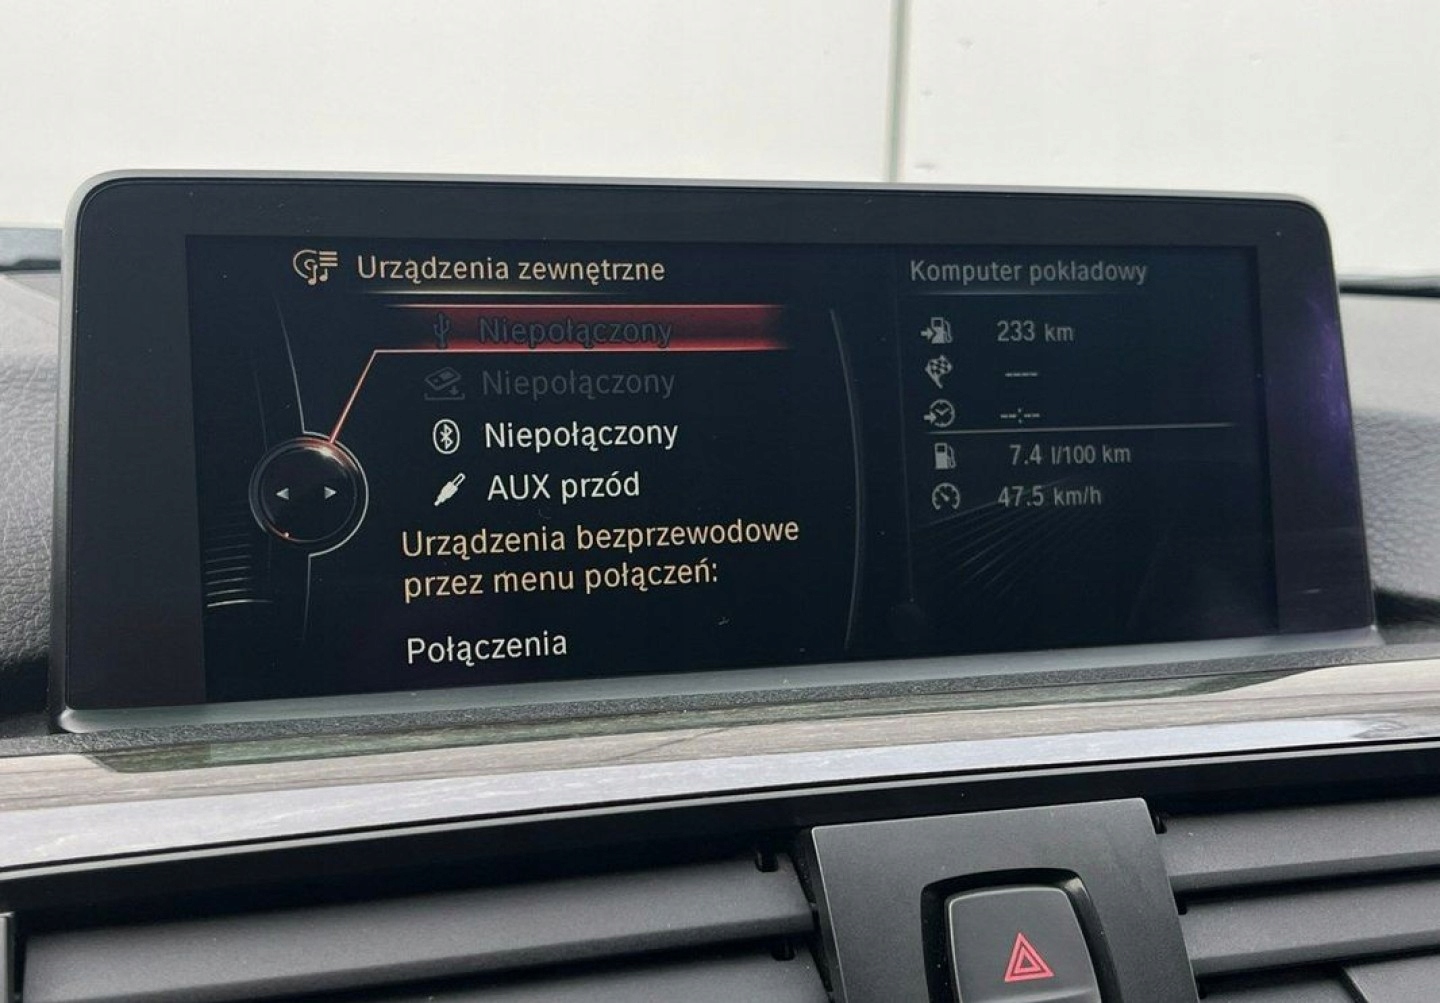 Urządzenia zewnętrzne
Niepołączony
Niepołączony
Niepołączony
AUX przód
Urządzenia bezprzewodowe
przez menu połączeń:
Połączenia
Komputer pokładowy
233 km
----
--:--
7.4 l/100 km
47.5 km/h